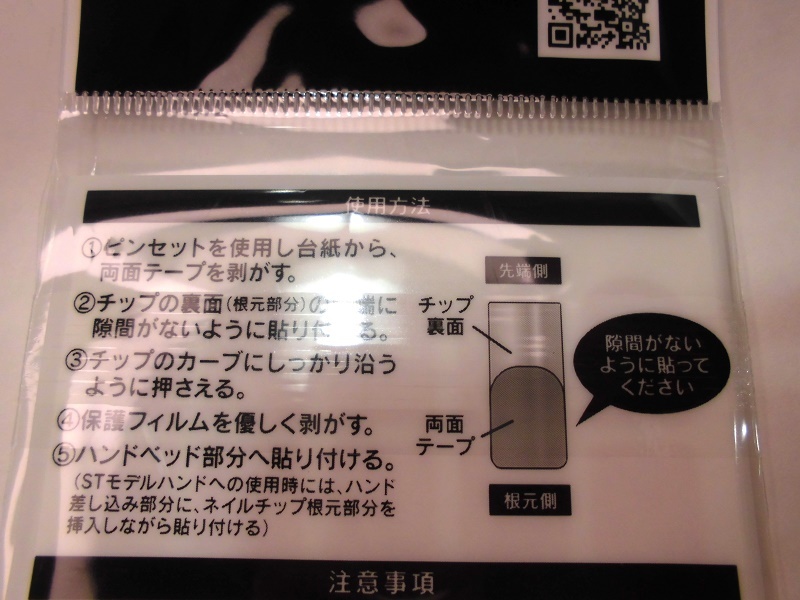 使用方法
①ピンセットを使用し台紙から、
両面テープを剥がす。
②チップの裏面(根元部分)の 端に
隙間がないように貼り付ける。
③チップのカーブにしっかり沿う
ように押さえる。
④保護フィルムを優しく剥がす。
⑤ハンドベッド部分へ貼り付ける。
(STモデルハンドへの使用時には、ハンド
差し込み部分に、ネイルチップ根元部分を
挿入しながら貼り付ける)
先端側
チップ
裏面
両面
テープ
根元側
隙間がない
ように貼って
ください
注意事項